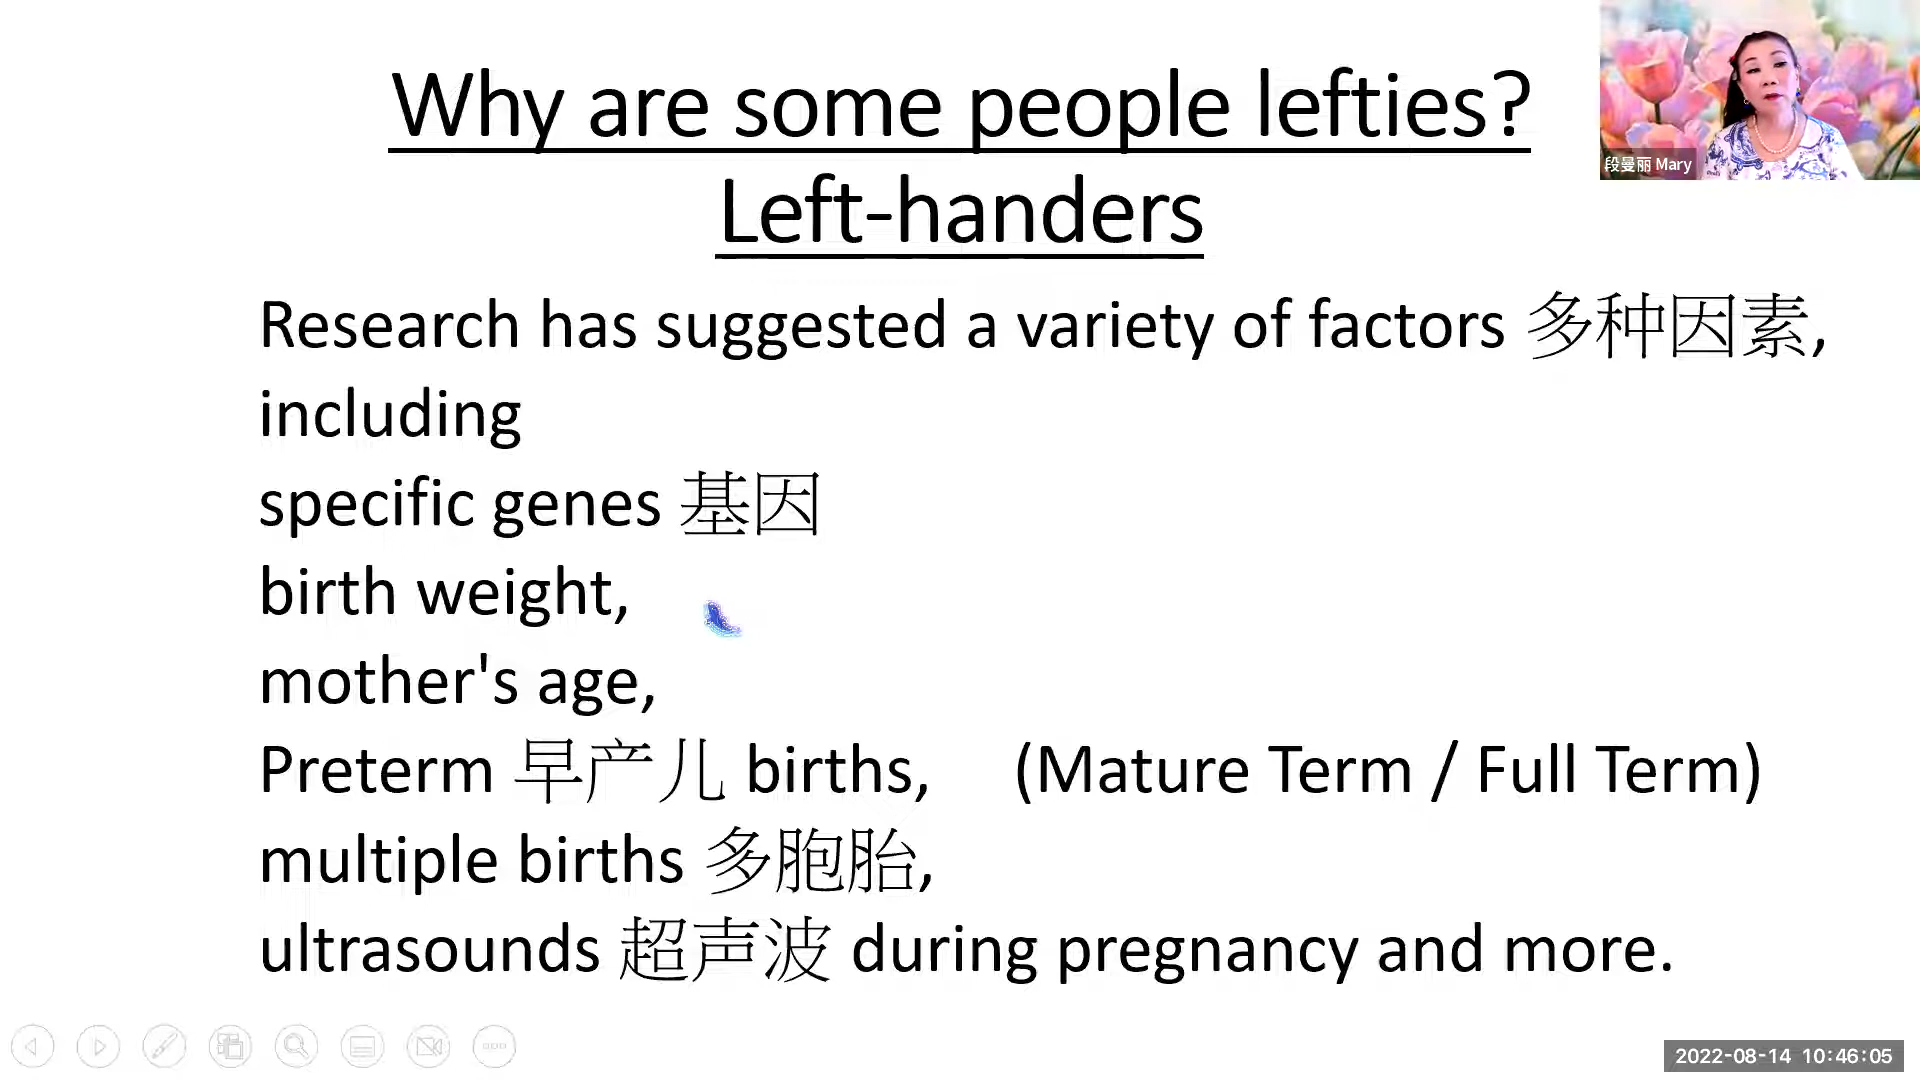 Why are some people lefties?
Left-handers
段曼丽 Mary
Research has suggested a variety of factors 多种因素,
including
specific genes 基因
birth weight,
mother's age,
Preterm 早产儿 births, (Mature Term / Full Term)
multiple births 多胞胎,
ultrasounds 超声波 during pregnancy and more.
2022-08-14 10:46:05